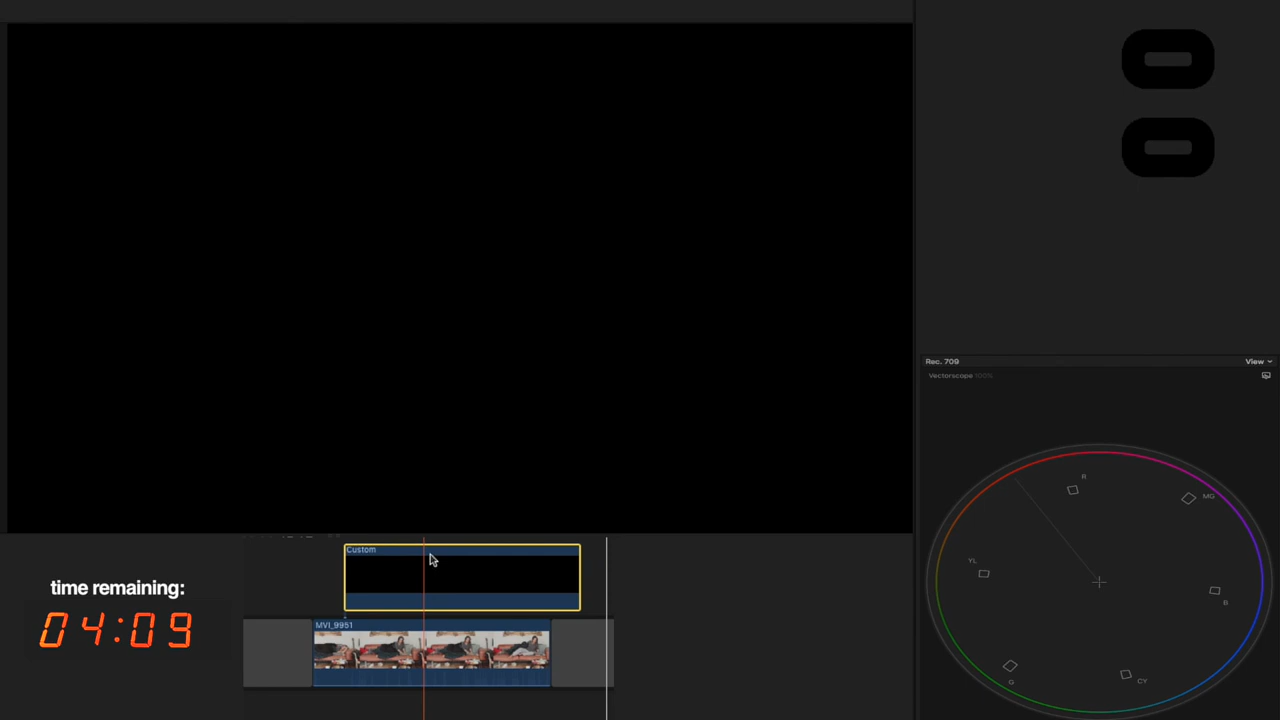 Rec. 709
View
Vectorscope 100%
R
MG
YL
B
G
CY
Custom
MVI_9951
time remaining:
04:09